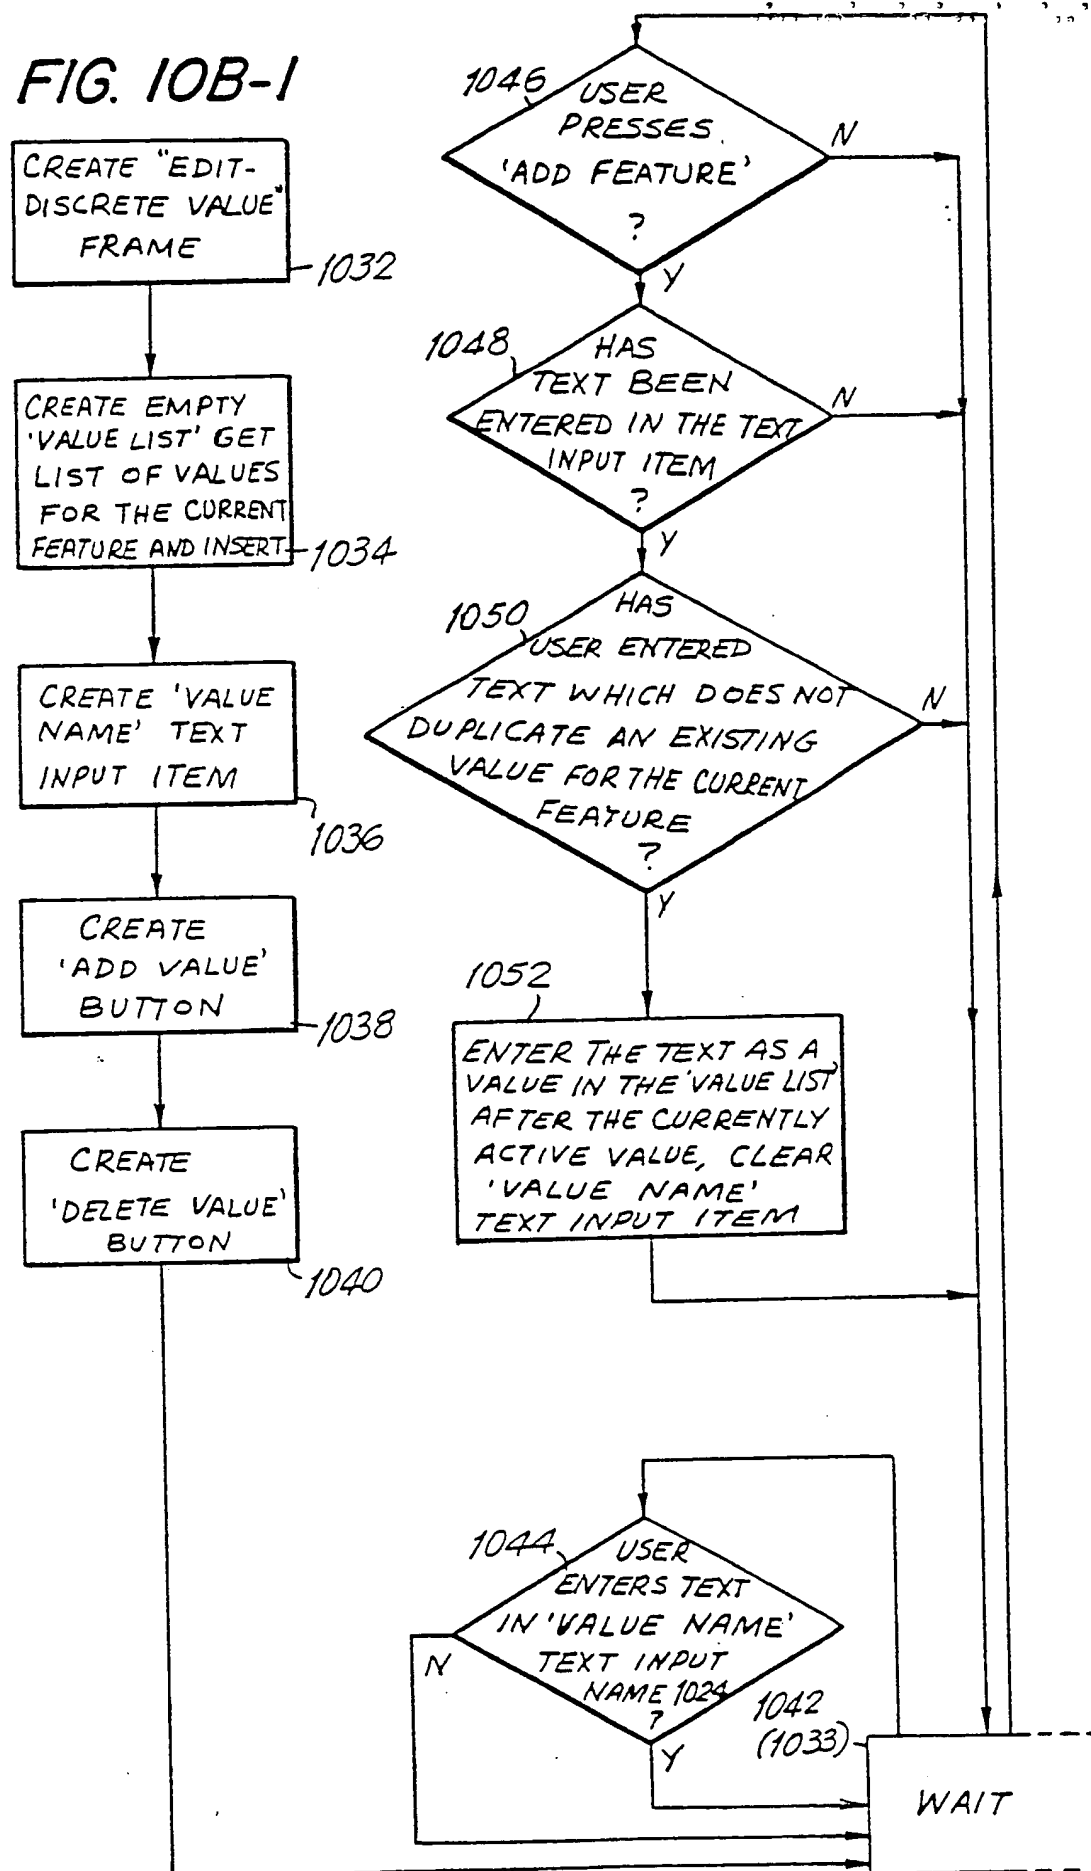 FIG. 10B-1
CREATE "EDIT-
DISCRETE VALUE"
FRAME
1032
CREATE EMPTY
'VALUE LIST' GET
LIST OF VALUES
FOR THE CURRENT
FEATURE AND INSERT
1034
CREATE 'VALUE
NAME' TEXT
INPUT ITEM
1036
CREATE
'ADD VALUE'
BUTTON
1038
CREATE
'DELETE VALUE'
BUTTON
1040
1046
USER
PRESSES
'ADD FEATURE'
?
N
Y
1048
HAS
TEXT BEEN
ENTERED IN THE TEXT
INPUT ITEM
?
N
Y
1050
HAS
USER ENTERED
TEXT WHICH DOES NOT
DUPLICATE AN EXISTING
VALUE FOR THE CURRENT
FEATURE
?
N
Y
1052
ENTER THE TEXT AS A
VALUE IN THE 'VALUE LIST'
AFTER THE CURRENTLY
ACTIVE VALUE, CLEAR
'VALUE NAME'
TEXT INPUT ITEM
1044
USER
ENTERS TEXT
IN 'VALUE NAME'
TEXT INPUT
NAME 1024
?
N
Y
1042
(1033)
WAIT